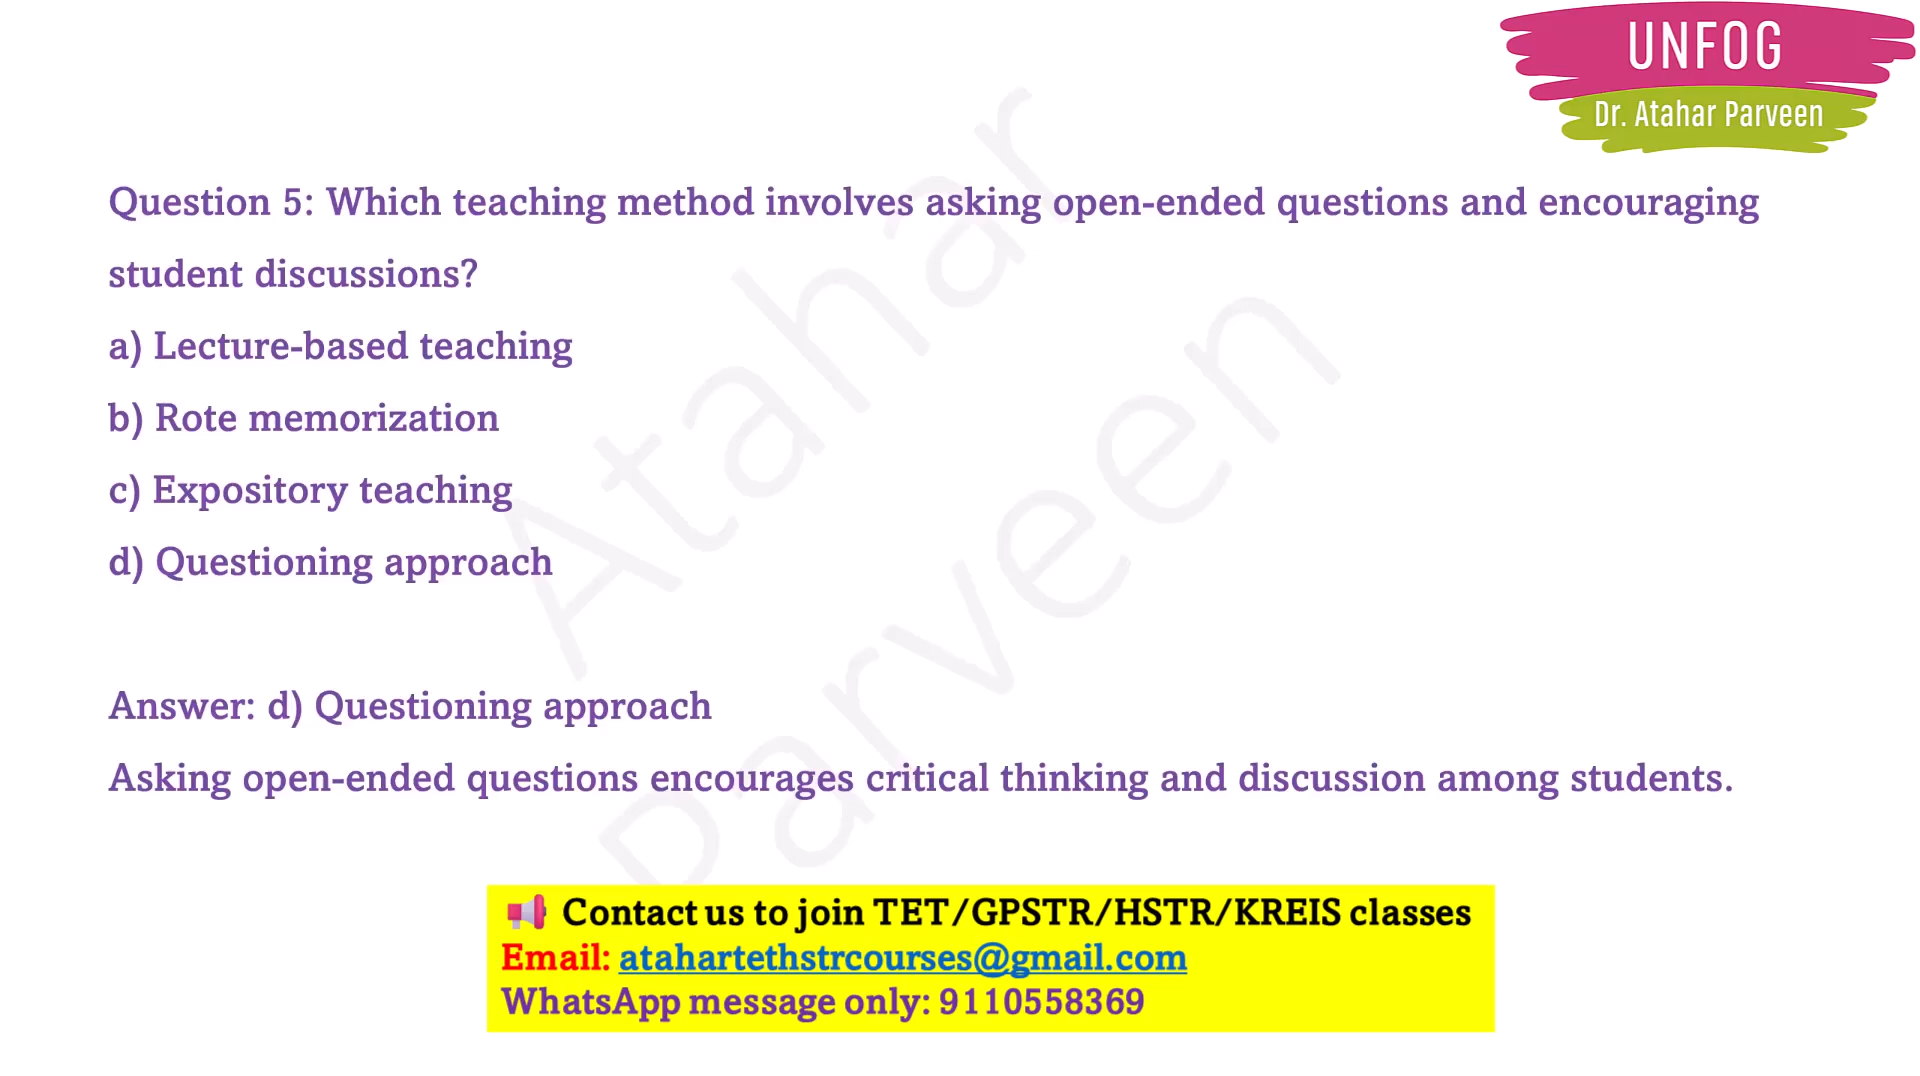 UNFOG
Dr. Atahar Parveen
Question 5: Which teaching method involves asking open-ended questions and encouraging
student discussions?
a) Lecture-based teaching
b) Rote memorization
c) Expository teaching
d) Questioning approach
Answer: d) Questioning approach
Asking open-ended questions encourages critical thinking and discussion among students.
Atahar
Parveen
📢 Contact us to join TET/GPSTR/HSTR/KREIS classes
Email: atahartethstrcourses@gmail.com
WhatsApp message only: 9110558369